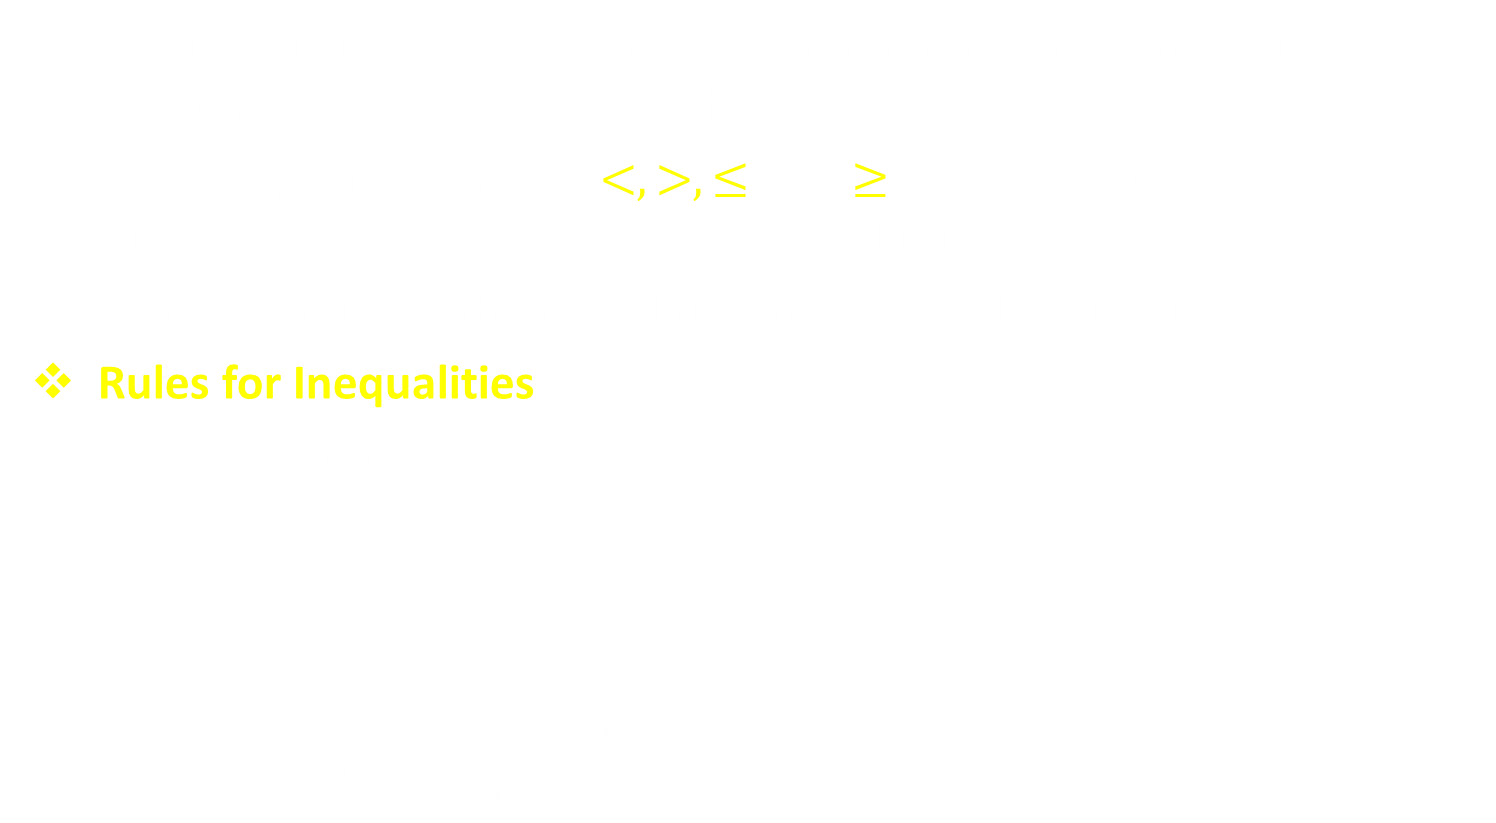 <, >, ≤ ≥
❖ Rules for Inequalities